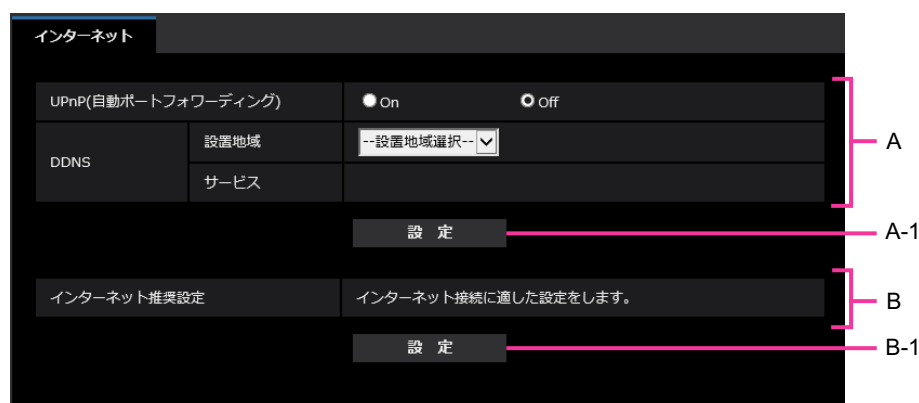 インターネット
UPnP(自動ポートフォワーディング) On Off
DDNS 設置地域 --設置地域選択--
サービス
A
設 定
A-1
インターネット推奨設定 インターネット接続に適した設定をします。
B
設 定
B-1